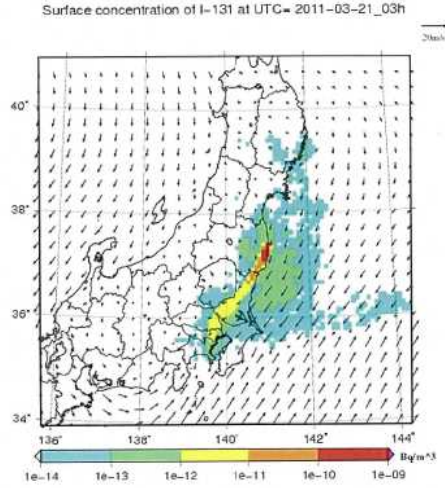 Surface concentration of I-131 at UTC= 2011-03-21_03h
20m/s
40°
38°
36°
34°
136° 138° 140° 142° 144°
Bq/m^3
1e-14 1e-13 1e-12 1e-11 1e-10 1e-09